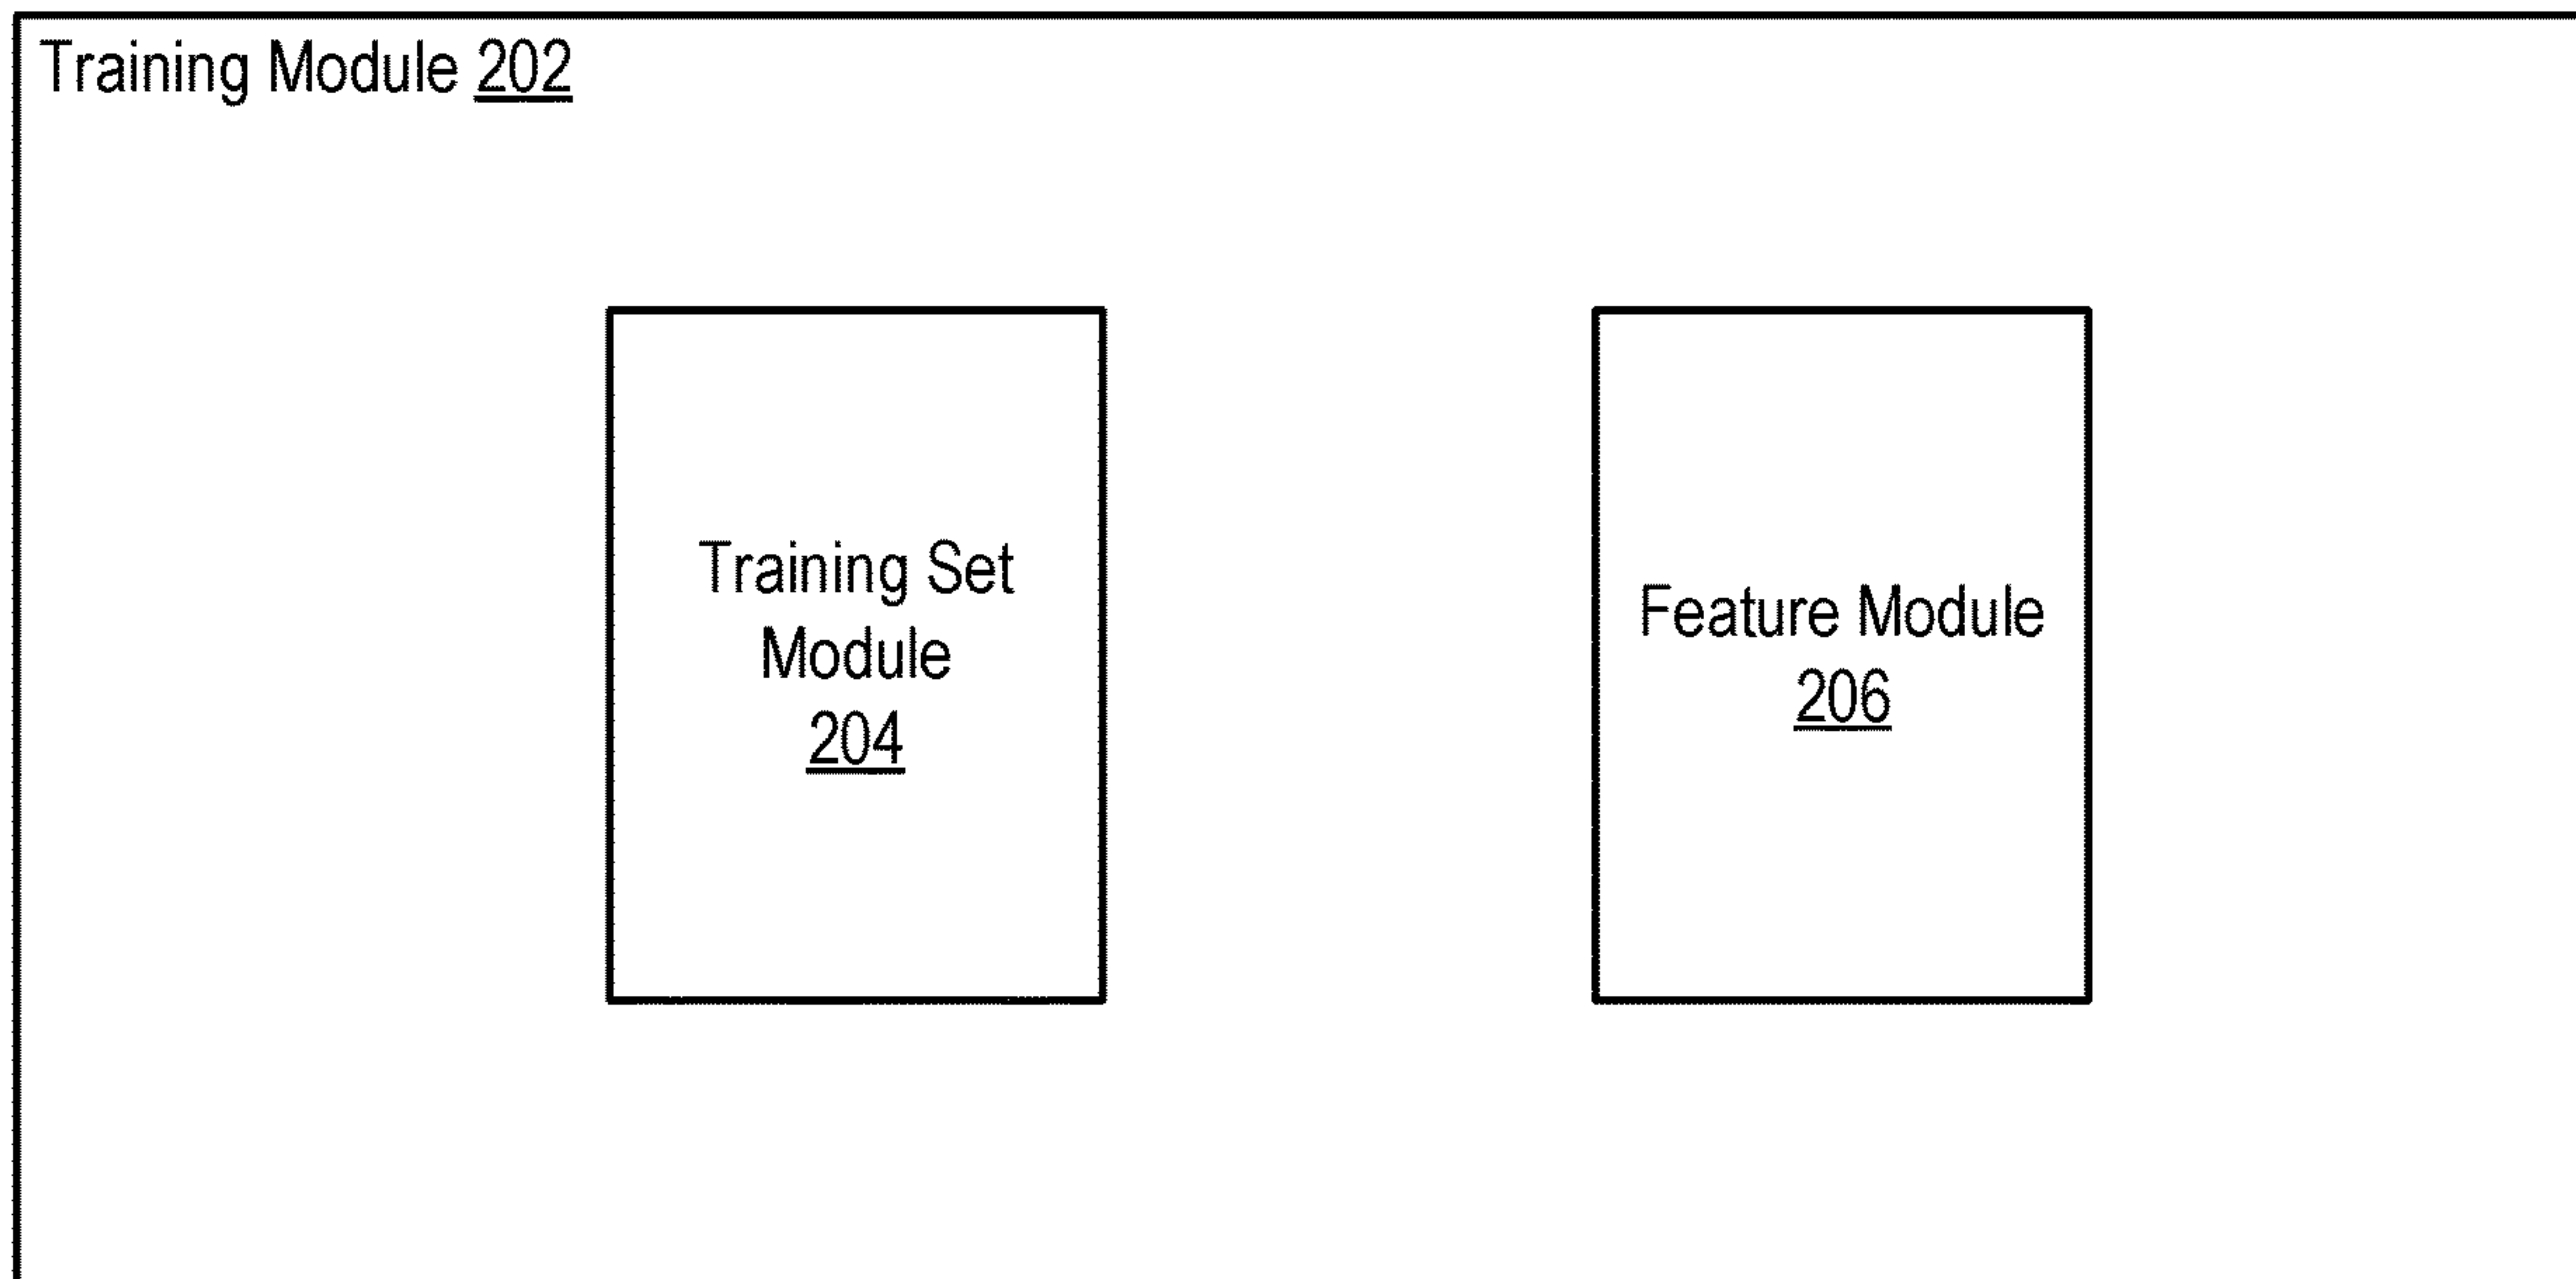 Training Module 202
Training Set
Module
204
Feature Module
206